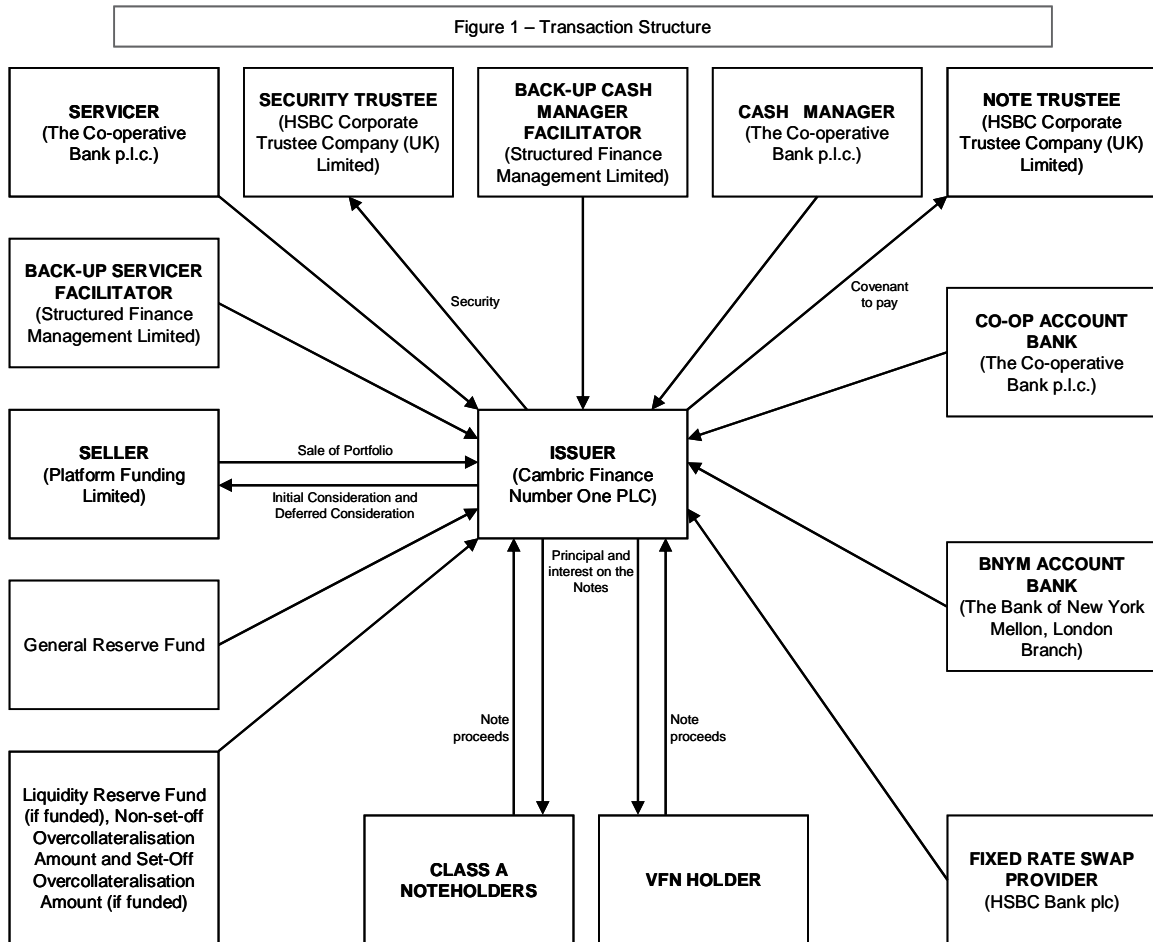 Figure 1 – Transaction Structure
SERVICER
(The Co-operative
Bank p.l.c.)
SECURITY TRUSTEE
(HSBC Corporate
Trustee Company (UK)
Limited)
BACK-UP CASH
MANAGER
FACILITATOR
(Structured Finance
Management Limited)
CASH MANAGER
(The Co-operative
Bank p.l.c.)
NOTE TRUSTEE
(HSBC Corporate
Trustee Company (UK)
Limited)
BACK-UP SERVICER
FACILITATOR
(Structured Finance
Management Limited)
Security
Covenant
to pay
CO-OP ACCOUNT
BANK
(The Co-operative
Bank p.l.c.)
SELLER
(Platform Funding
Limited)
Sale of Portfolio
Initial Consideration and
Deferred Consideration
ISSUER
(Cambric Finance
Number One PLC)
General Reserve Fund
Principal and
interest on the
Notes
BNYM ACCOUNT
BANK
(The Bank of New York
Mellon, London
Branch)
Note
proceeds
Note
proceeds
Liquidity Reserve Fund
(if funded), Non-set-off
Overcollateralisation
Amount and Set-Off
Overcollateralisation
Amount (if funded)
CLASS A
NOTEHOLDERS
VFN HOLDER
FIXED RATE SWAP
PROVIDER
(HSBC Bank plc)